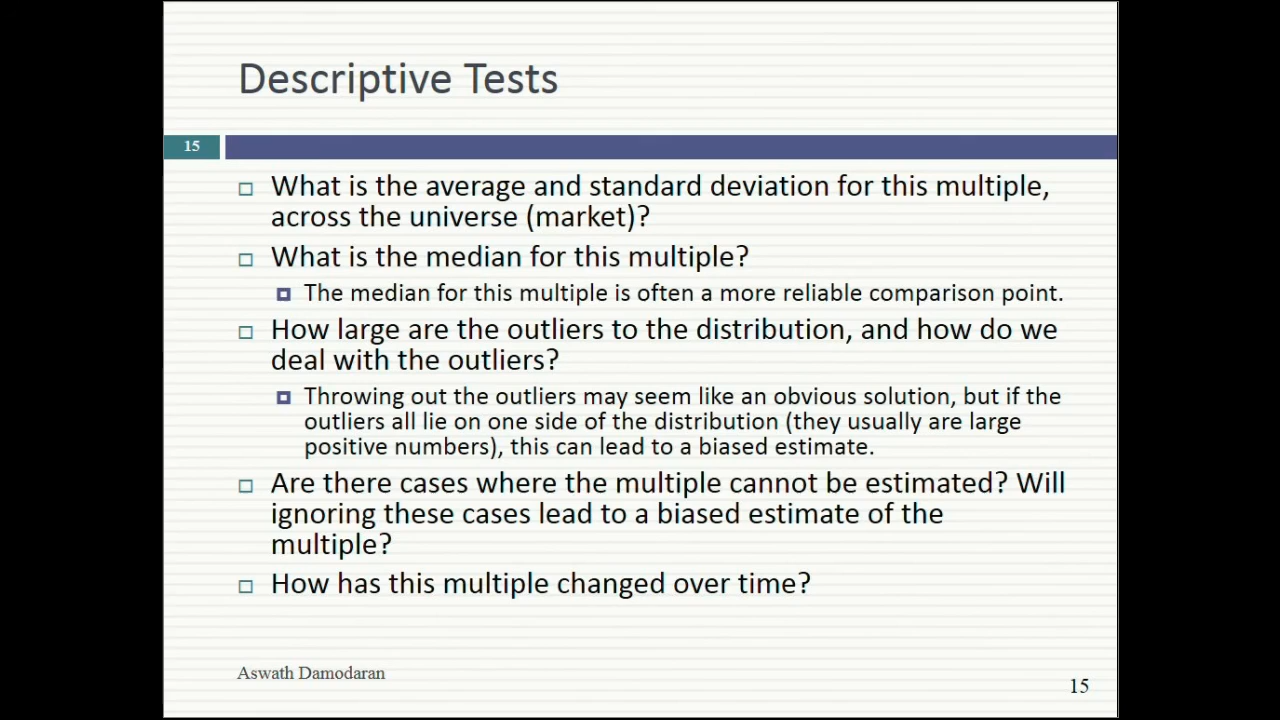 Descriptive Tests
15
What is the average and standard deviation for this multiple,
across the universe (market)?
What is the median for this multiple?
The median for this multiple is often a more reliable comparison point.
How large are the outliers to the distribution, and how do we
deal with the outliers?
Throwing out the outliers may seem like an obvious solution, but if the
outliers all lie on one side of the distribution (they usually are large
positive numbers), this can lead to a biased estimate.
Are there cases where the multiple cannot be estimated? Will
ignoring these cases lead to a biased estimate of the
multiple?
How has this multiple changed over time?
Aswath Damodaran
15